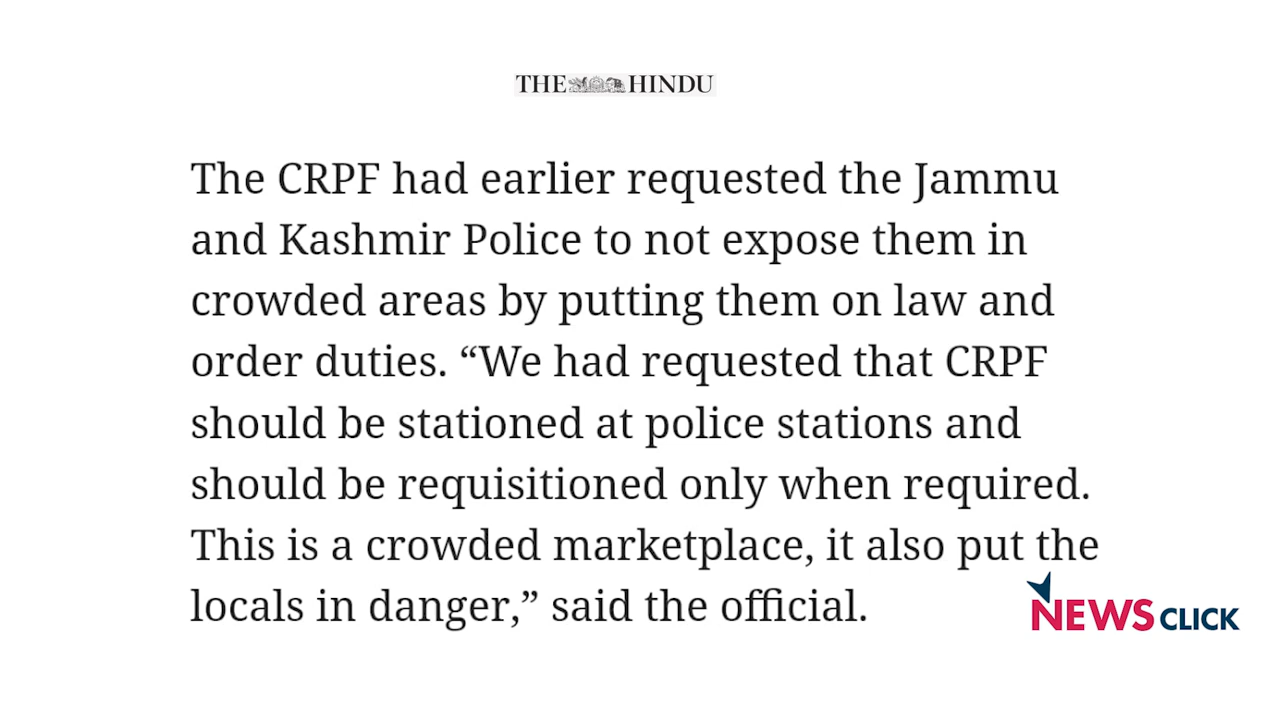 THE HINDU
The CRPF had earlier requested the Jammu
and Kashmir Police to not expose them in
crowded areas by putting them on law and
order duties. “We had requested that CRPF
should be stationed at police stations and
should be requisitioned only when required.
This is a crowded marketplace, it also put the
locals in danger,” said the official.
NEWS CLICK